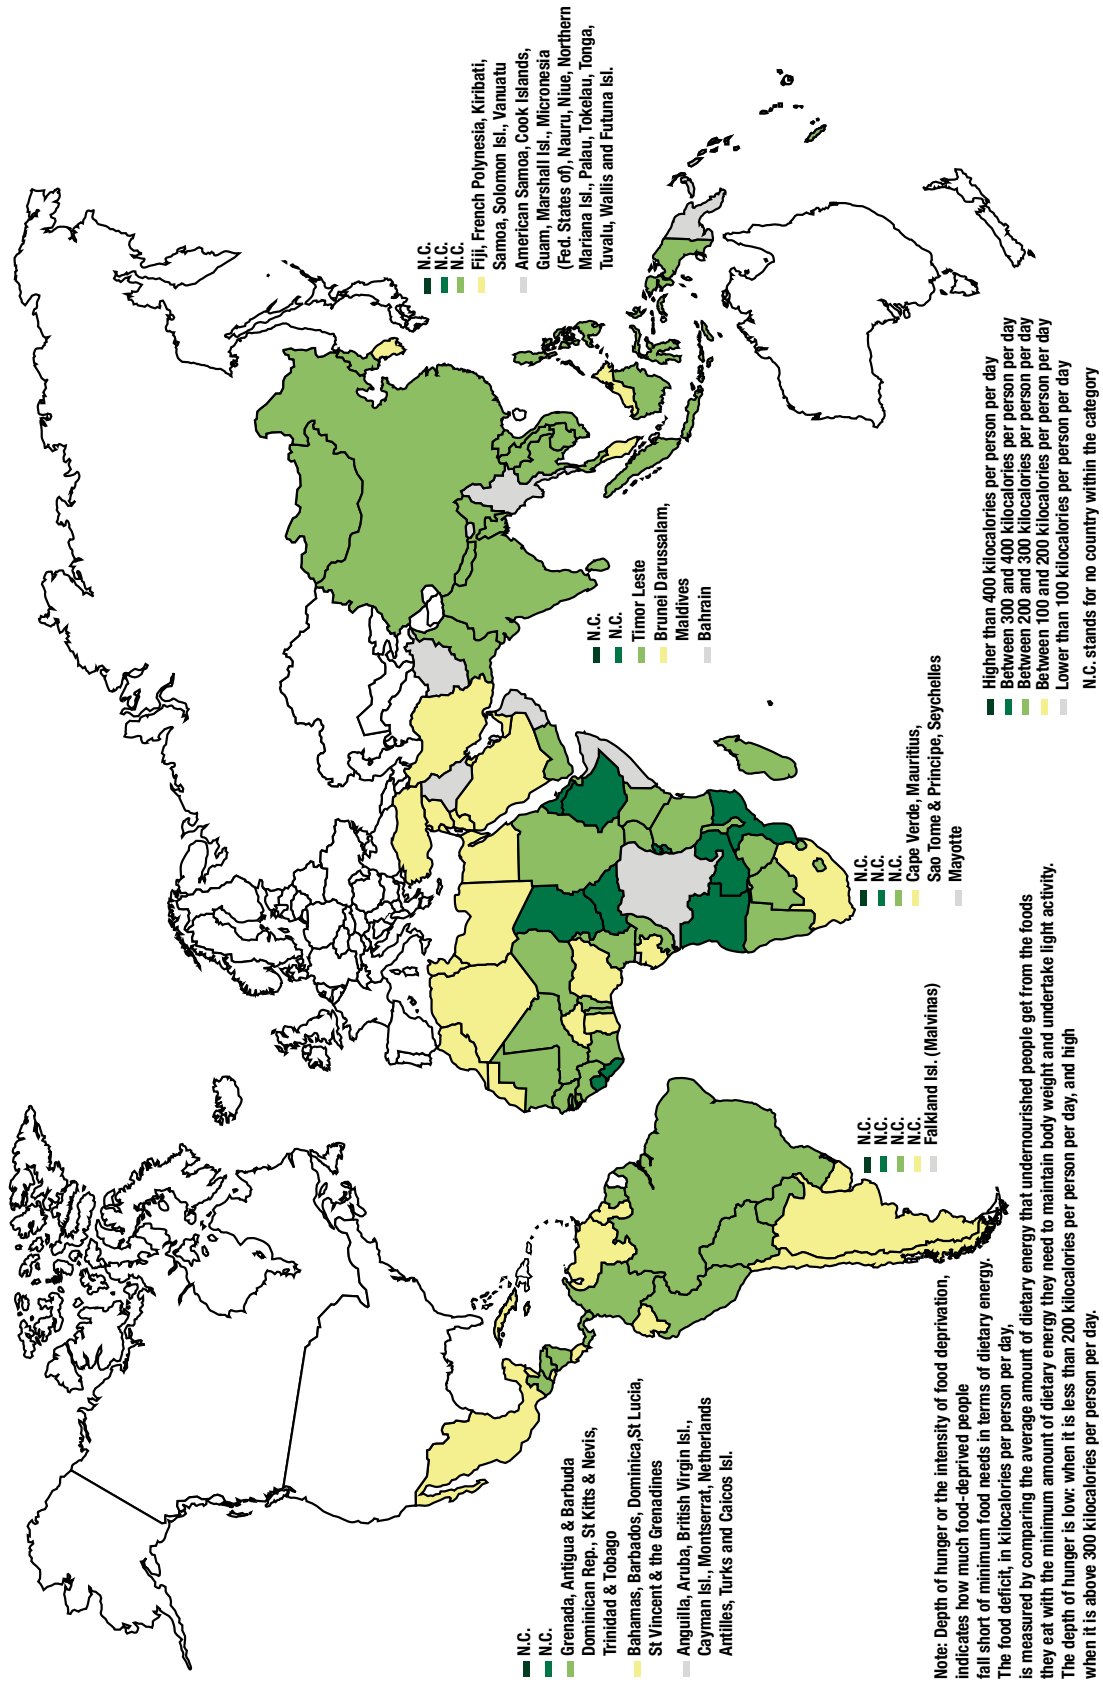 N.C.
N.C.
Grenada, Antigua & Barbuda
Dominican Rep., St Kitts & Nevis,
Trinidad & Tobago
Bahamas, Barbados, Dominica,St Lucia,
St Vincent & the Grenadines
Anguilla, Aruba, British Virgin Isl.,
Cayman Isl., Montserrat, Netherlands
Antilles, Turks and Caicos Isl.
N.C.
N.C.
N.C.
N.C.
Falkland Isl. (Malvinas)
N.C.
N.C.
N.C.
Cape Verde, Mauritius,
Sao Tome & Principe, Seychelles
Mayotte
N.C.
N.C.
Timor Leste
Brunei Darussalam,
Maldives
Bahrain
N.C.
N.C.
N.C.
Fiji, French Polynesia, Kiribati,
Samoa, Solomon Isl., Vanuatu
American Samoa, Cook Islands,
Guam, Marshall Isl., Micronesia
(Fed. States of), Nauru, Niue, Northern
Mariana Isl., Palau, Tokelau, Tonga,
Tuvalu, Wallis and Futuna Isl.
Higher than 400 kilocalories per person per day
Between 300 and 400 kilocalories per person per day
Between 200 and 300 kilocalories per person per day
Between 100 and 200 kilocalories per person per day
Lower than 100 kilocalories per person per day
N.C. stands for no country within the category
Note: Depth of hunger or the intensity of food deprivation,
indicates how much food-deprived people
fall short of minimum food needs in terms of dietary energy.
The food deficit, in kilocalories per person per day,
is measured by comparing the average amount of dietary energy that undernourished people get from the foods
they eat with the minimum amount of dietary energy they need to maintain body weight and undertake light activity.
The depth of hunger is low: when it is less than 200 kilocalories per person per day, and high
when it is above 300 kilocalories per person per day.